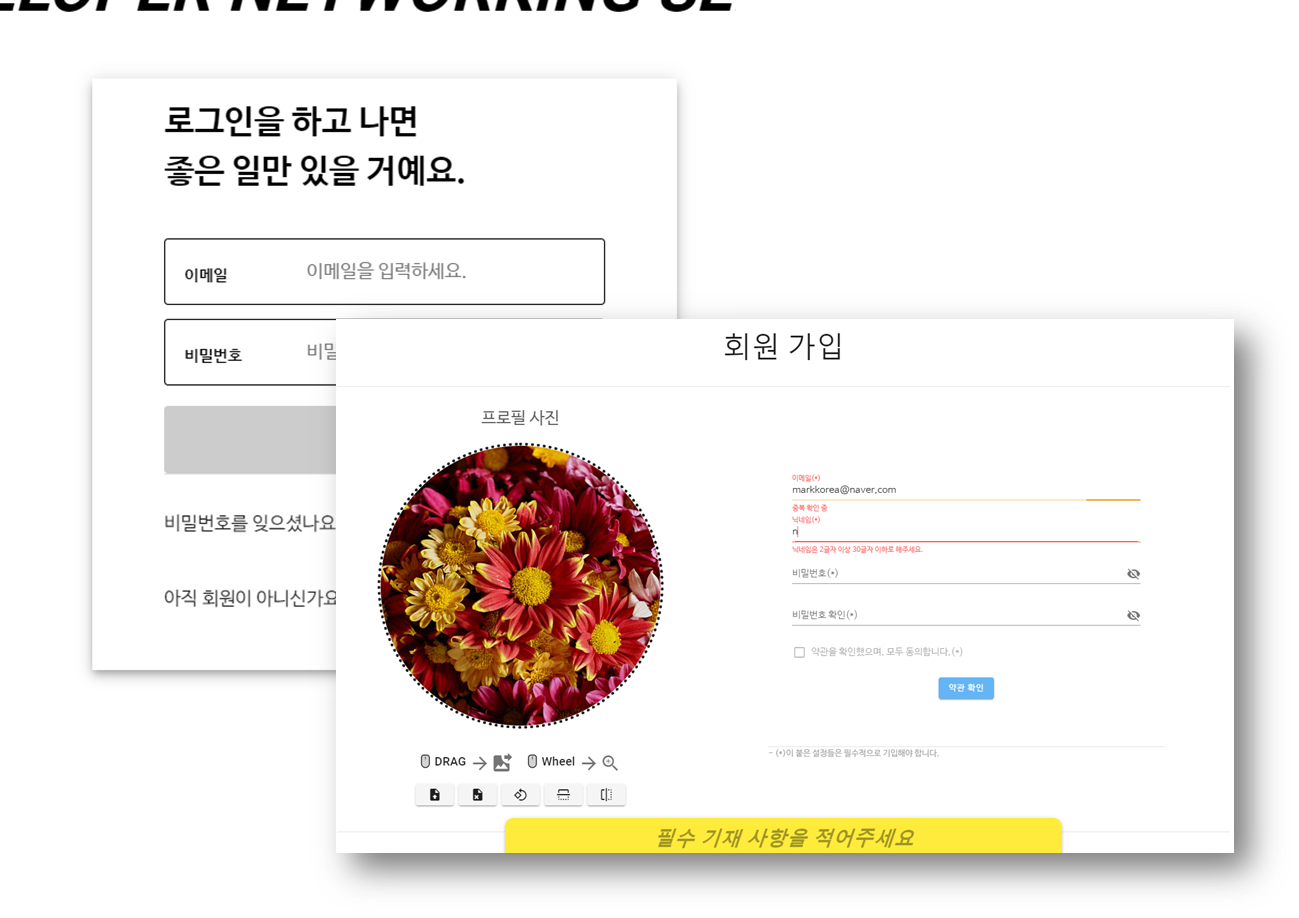 NETWORKING
로그인을 하고 나면
좋은 일만 있을 거예요.
이메일 이메일을 입력하세요.
비밀번호
비밀번호를 잊으셨나요
아직 회원이 아니신가요
회원 가입
프로필 사진
이메일(*)
markkorea@naver.com
중복 확인 중
닉네임(*)
n
닉네임은 2글자 이상 30글자 이하로 해주세요.
비밀번호(*)
비밀번호 확인(*)
약관을 확인했으며, 모두 동의합니다.(*)
약관 확인
- (*)이 붙은 설정들은 필수적으로 기입해야 합니다.
DRAG Wheel
필수 기재 사항을 적어주세요